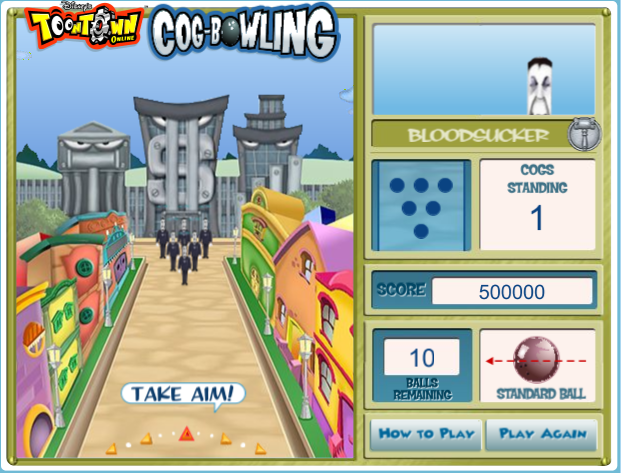 Disney's
TOONTOWN
ONLINE
COG-BOWLING
BLOODSUCKER
COGS
STANDING
1
SCORE 500000
10
BALLS
REMAINING
STANDARD BALL
TAKE AIM!
HOW TO PLAY
PLAY AGAIN